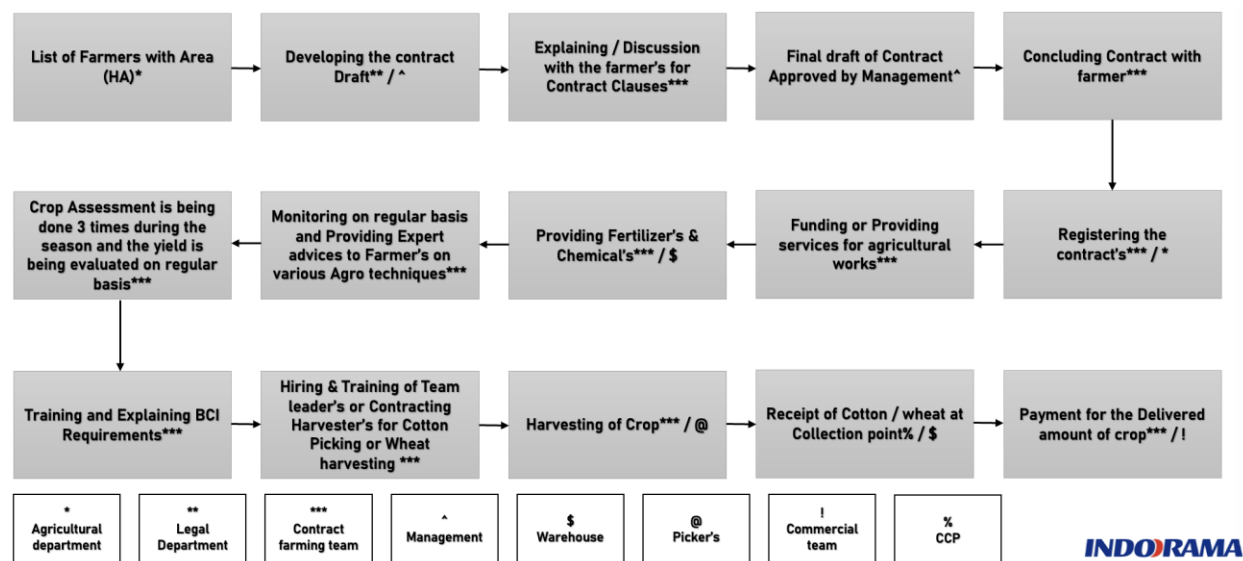 List of Farmers with Area
(HA)*
Developing the contract
Draft** / ^
Explaining / Discussion
with the farmer's for
Contract Clauses***
Final draft of Contract
Approved by Management^
Concluding Contract with
farmer***
Crop Assessment is being
done 3 times during the
season and the yield is
being evaluated on regular
basis***
Monitoring on regular basis
and Providing Expert
advices to Farmer's on
various Agro techniques***
Providing Fertilizer's &
Chemical's*** / $
Funding or Providing
services for agricultural
works***
Registering the
contract's*** / *
Training and Explaining BCI
Requirements***
Hiring & Training of Team
leader's or Contracting
Harvester's for Cotton
Picking or Wheat
harvesting ***
Harvesting of Crop*** / @
Receipt of Cotton / wheat at
Collection point% / $
Payment for the Delivered
amount of crop*** / !
*
Agricultural
department
**
Legal
Department
***
Contract
farming team
^
Management
$
Warehouse
@
Picker's
!
Commercial
team
%
CCP
INDORAMA